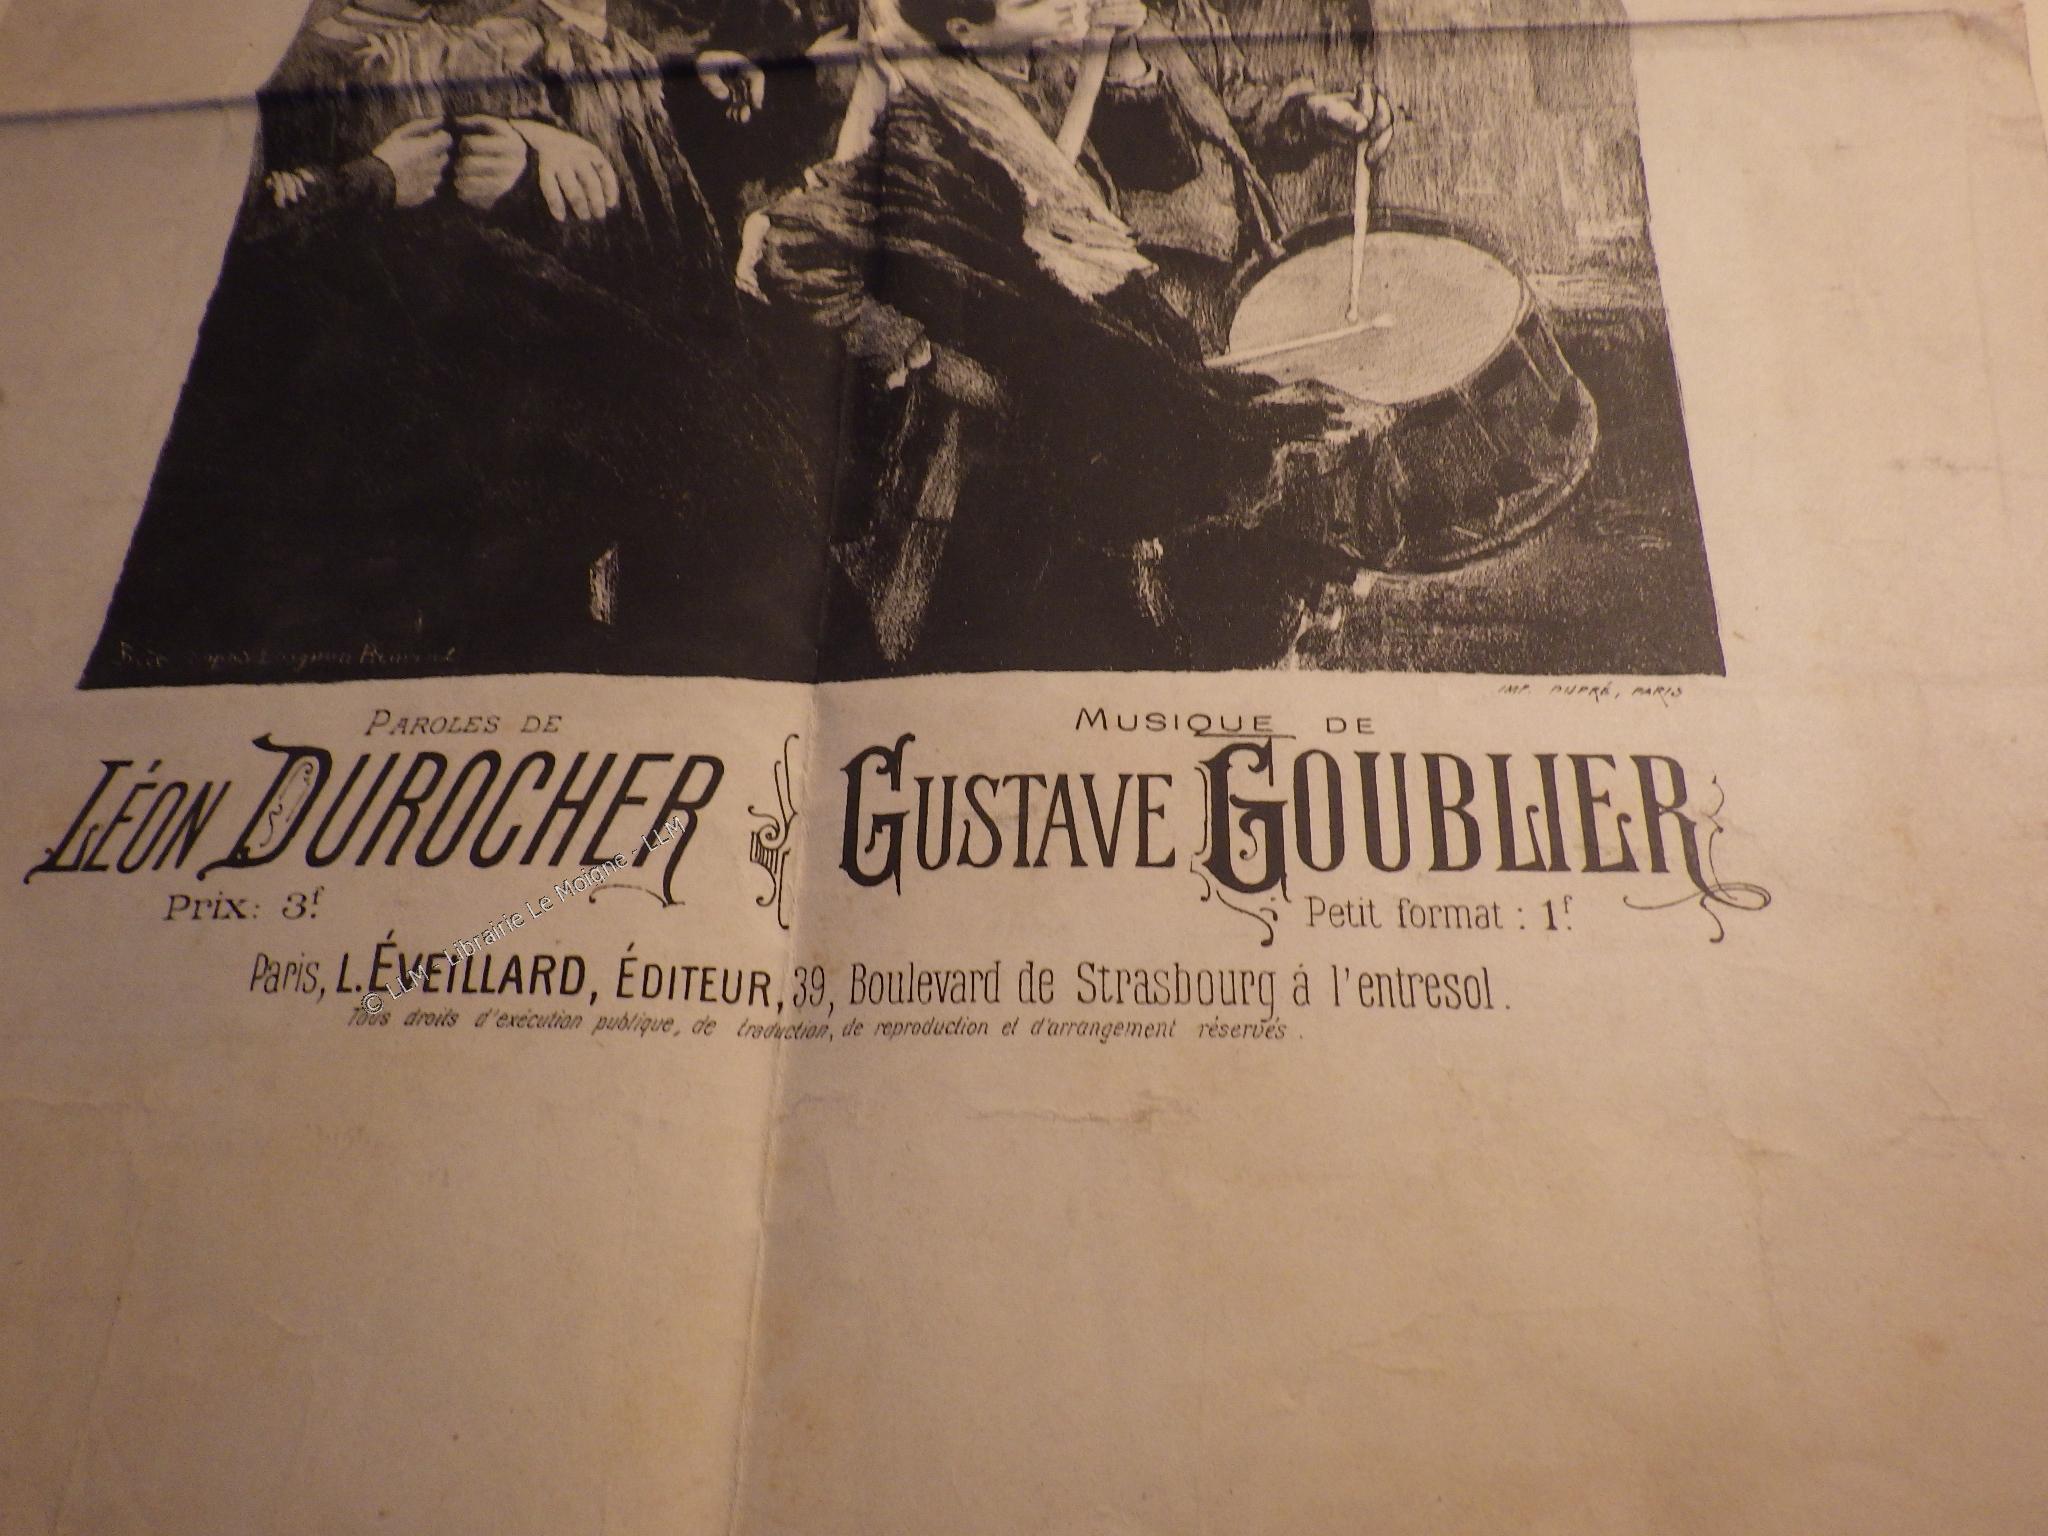 IMP. DUPRÉ, PARIS
PAROLES DE
LÉON DUROCHER
Prix: 3f.
MUSIQUE DE
GUSTAVE GOUBLIER
Petit format : 1f.
Paris, L. ÉVEILLARD, ÉDITEUR, 39, Boulevard de Strasbourg à l'entresol.
Tous droits d'exécution publique, de traduction, de reproduction et d'arrangement réservés.
© LLM - Librairie Le Moigne - LLM